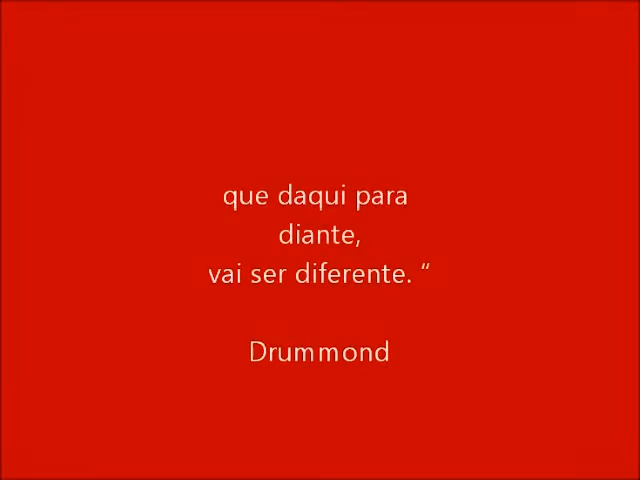 que daqui para
diante,
vai ser diferente. “
Drummond